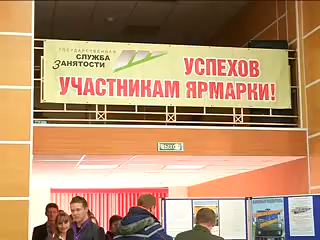 ГОСУДАРСТВЕННАЯ
СЛУЖБА
ЗАНЯТОСТИ
УСПЕХОВ
УЧАСТНИКАМ ЯРМАРКИ!